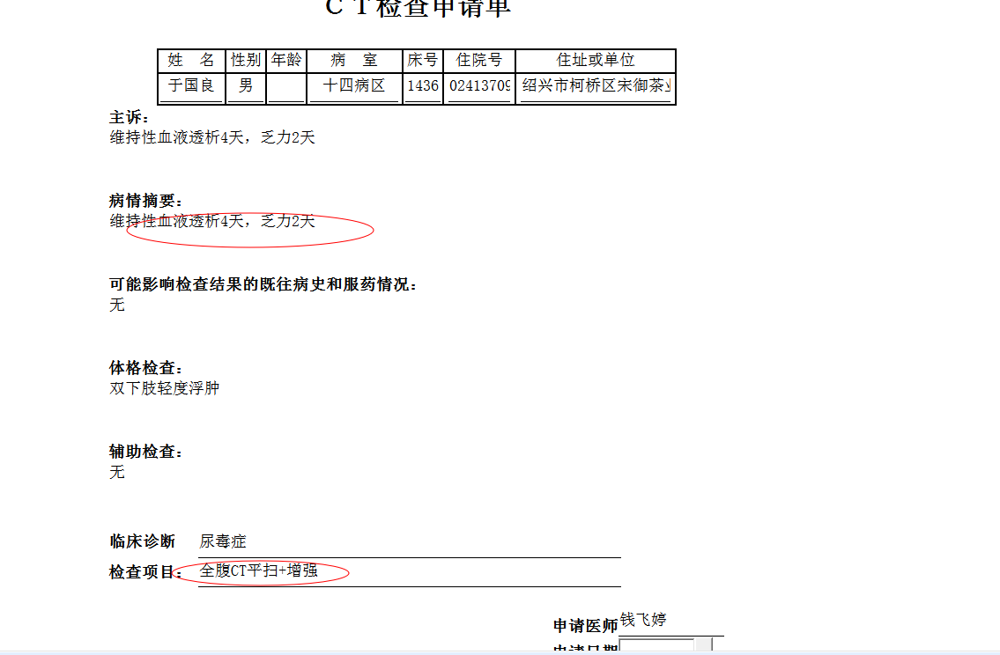 CT检查申请单
姓 名 性别 年龄 病 室 床号 住院号 住址或单位
于国良 男 十四病区 1436 02413709 绍兴市柯桥区宋御茶业
主诉：
维持性血液透析4天，乏力2天
病情摘要：
维持性血液透析4天，乏力2天
可能影响检查结果的既往病史和服药情况：
无
体格检查：
双下肢轻度浮肿
辅助检查：
无
临床诊断 尿毒症
检查项目： 全腹CT平扫+增强
申请医师 钱飞婷
申请日期